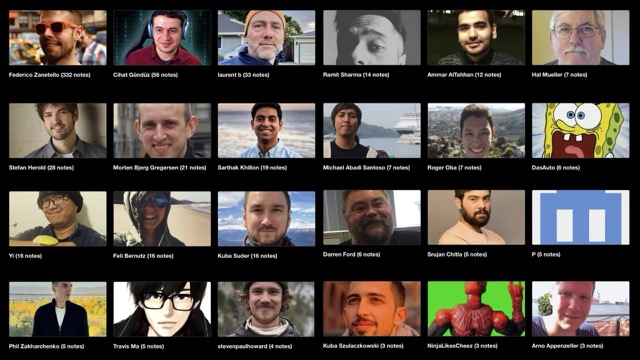 Federico Zanetello (332 notes)
Cihat Gündüz (56 notes)
laurent b (33 notes)
Ramit Sharma (14 notes)
Ammar AlTahhan (12 notes)
Hal Mueller (7 notes)
Stefan Herold (28 notes)
Morten Bjerg Gregersen (21 notes)
Sarthak Khillon (19 notes)
Michael Abadi Santoso (7 notes)
Roger Oba (7 notes)
DasAuto (6 notes)
Yi (16 notes)
Feli Bernutz (16 notes)
Kuba Suder (16 notes)
Darren Ford (6 notes)
Srujan Chitla (5 notes)
P (5 notes)
Phil Zakharchenko (5 notes)
Travis Ma (5 notes)
stevenpaulhoward (4 notes)
Kuba Szulaczkowski (3 notes)
NinjaLikesCheez (3 notes)
Arno Appenzeller (3 notes)